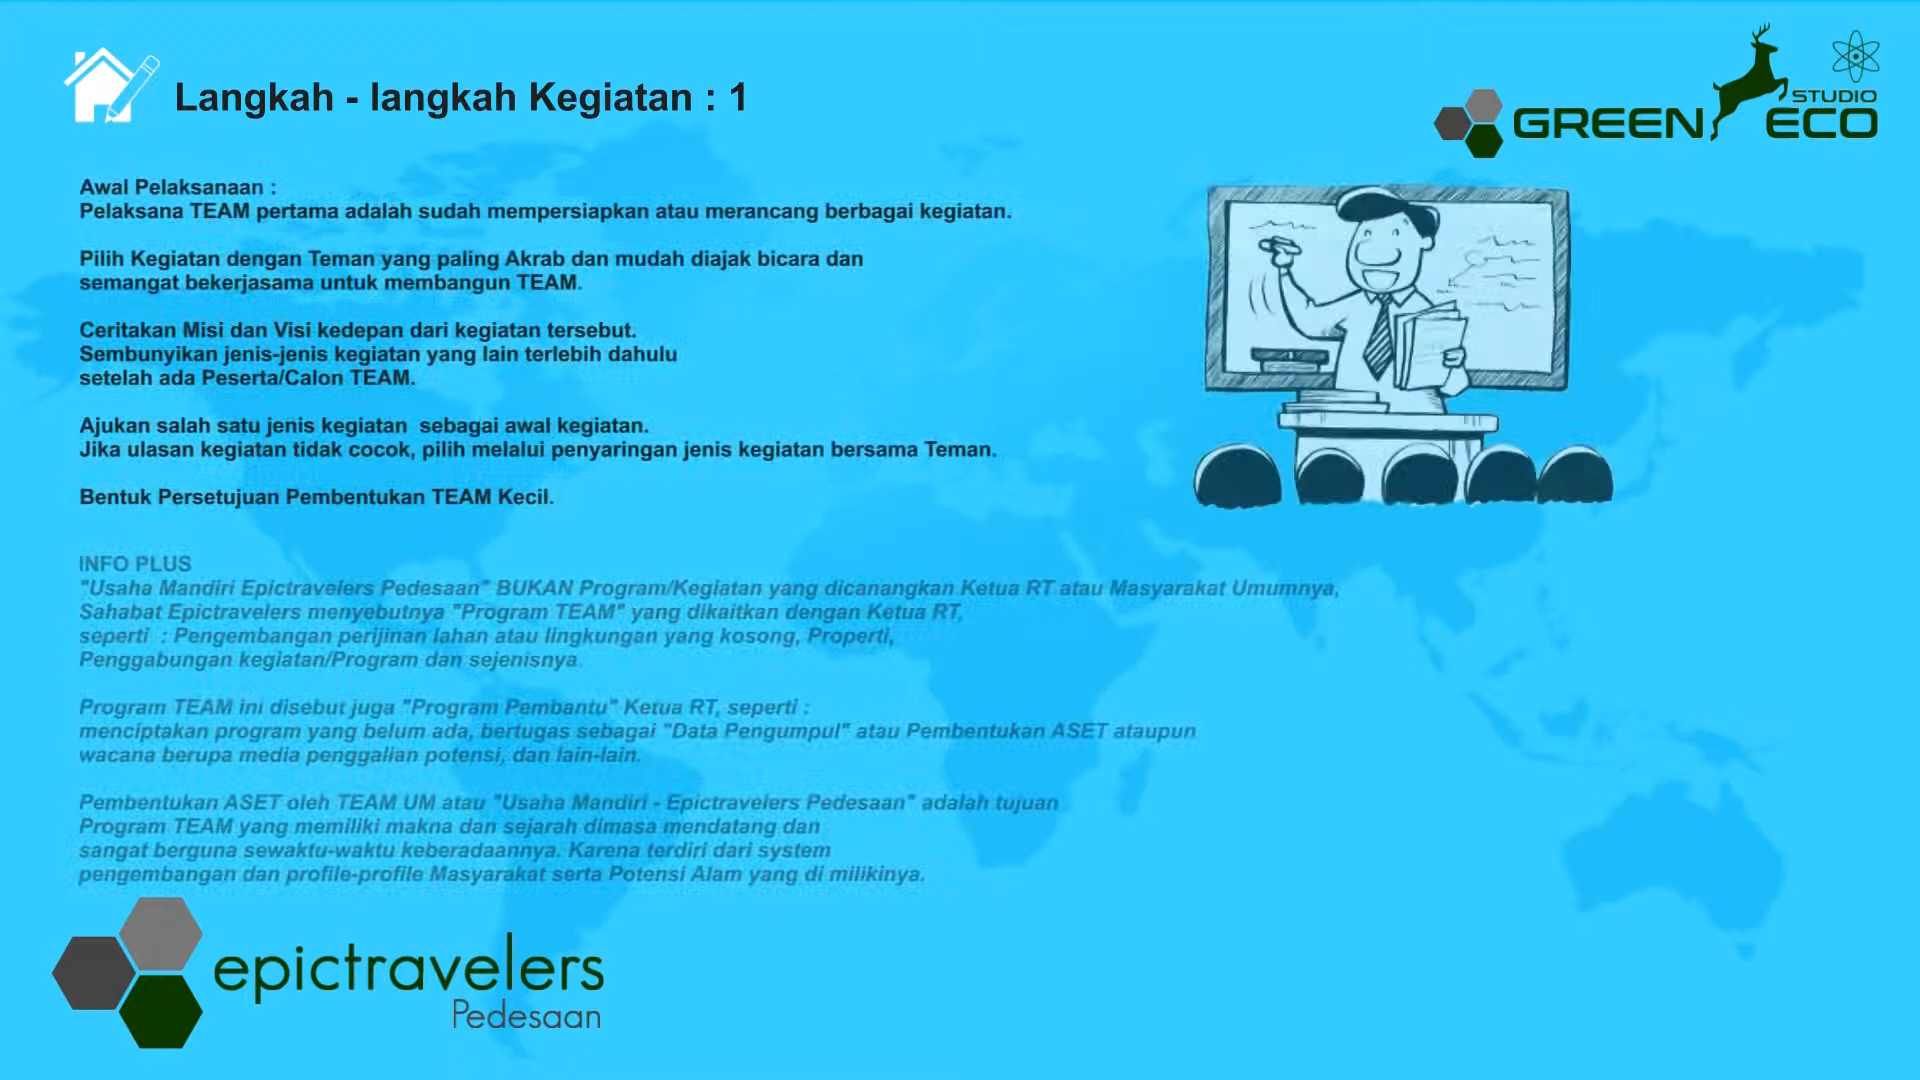 Langkah - langkah Kegiatan : 1
STUDIO
GREEN ECO
Awal Pelaksanaan :
Pelaksana TEAM pertama adalah sudah mempersiapkan atau merancang berbagai kegiatan.
Pilih Kegiatan dengan Teman yang paling Akrab dan mudah diajak bicara dan
semangat bekerjasama untuk membangun TEAM.
Ceritakan Misi dan Visi kedepan dari kegiatan tersebut.
Sembunyikan jenis-jenis kegiatan yang lain terlebih dahulu
setelah ada Peserta/Calon TEAM.
Ajukan salah satu jenis kegiatan  sebagai awal kegiatan.
Jika ulasan kegiatan tidak cocok, pilih melalui penyaringan jenis kegiatan bersama Teman.
Bentuk Persetujuan Pembentukan TEAM Kecil.
INFO PLUS
"Usaha Mandiri Epictravelers Pedesaan" BUKAN Program/Kegiatan yang dicanangkan Ketua RT atau Masyarakat Umumnya,
Sahabat Epictravelers menyebutnya "Program TEAM" yang dikaitkan dengan Ketua RT,
seperti  : Pengembangan perijinan lahan atau lingkungan yang kosong, Properti,
Penggabungan kegiatan/Program dan sejenisnya.
Program TEAM ini disebut juga "Program Pembantu" Ketua RT, seperti :
menciptakan program yang belum ada, bertugas sebagai "Data Pengumpul" atau Pembentukan ASET ataupun
wacana berupa media penggalian potensi, dan lain-lain.
Pembentukan ASET oleh TEAM UM atau "Usaha Mandiri - Epictravelers Pedesaan" adalah tujuan
Program TEAM yang memiliki makna dan sejarah dimasa mendatang dan
sangat berguna sewaktu-waktu keberadaannya. Karena terdiri dari system
pengembangan dan profile-profile Masyarakat serta Potensi Alam yang di milikinya.
epictravelers
Pedesaan